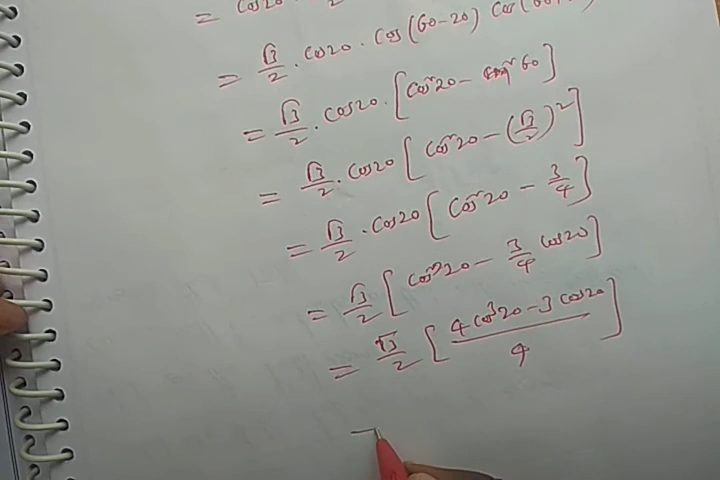 = cos20 ·
= √3/2 . cos20 . cos(60-20) cos(60
= √3/2 . cos20 . [cos²20 - sin²60]
= √3/2 . cos20 [cos²20 - (√3/2)²]
= √3/2 . cos20 [cos²20 - 3/4]
= √3/2 [cos³20 - 3/4 cos20]
= √3/2 [4cos³20 - 3cos20 / 4]